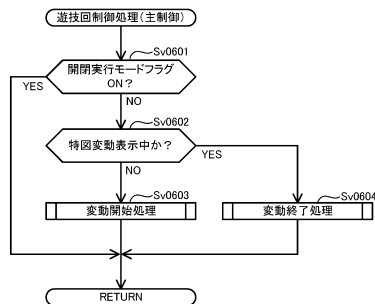 遊技回制御処理(主制御)
Sv0601
開閉実行モードフラグ
ON?
YES
NO
Sv0602
特図変動表示中か?
YES
NO
Sv0603
変動開始処理
Sv0604
変動終了処理
RETURN